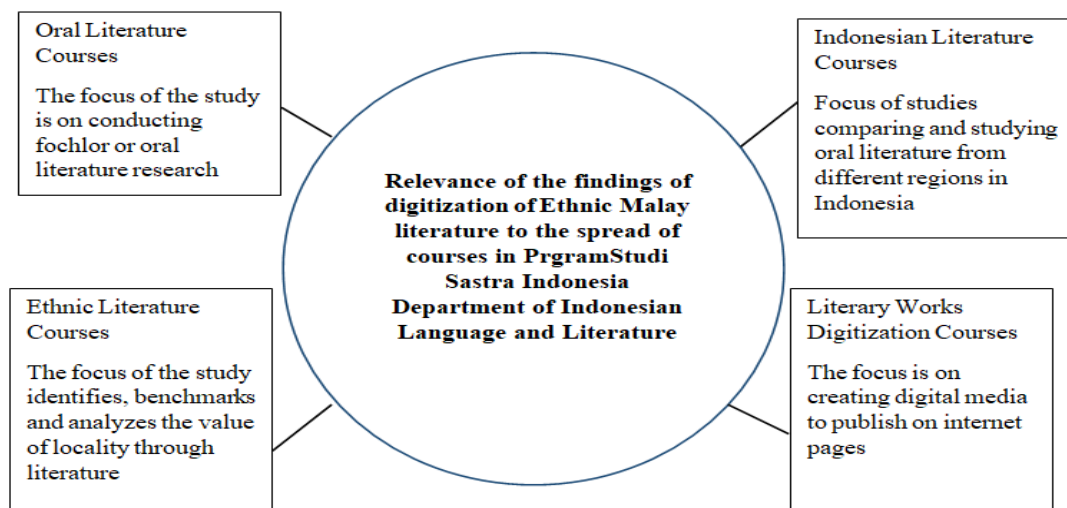 Oral Literature
Courses
The focus of the study
is on conducting
fochlor or oral
literature research
Indonesian Literature
Courses
Focus of studies
comparing and studying
oral literature from
different regions in
Indonesia
Relevance of the findings of
digitization of Ethnic Malay
literature to the spread of
courses in PrgramStudi
Sastra Indonesia
Department of Indonesian
Language and Literature
Ethnic Literature
Courses
The focus of the study
identifies, benchmarks
and analyzes the value
of locality through
literature
Literary Works
Digitization Courses
The focus is on
creating digital media
to publish on internet
pages